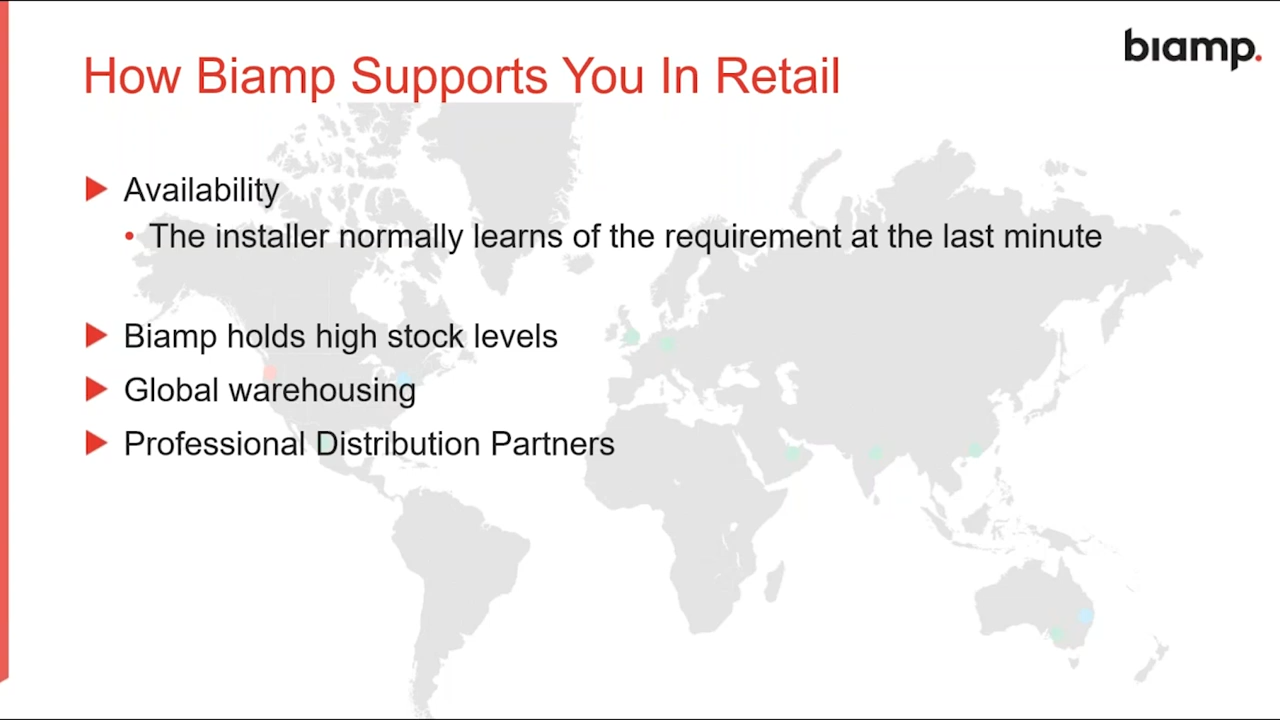 biamp.
How Biamp Supports You In Retail
Availability
The installer normally learns of the requirement at the last minute
Biamp holds high stock levels
Global warehousing
Professional Distribution Partners